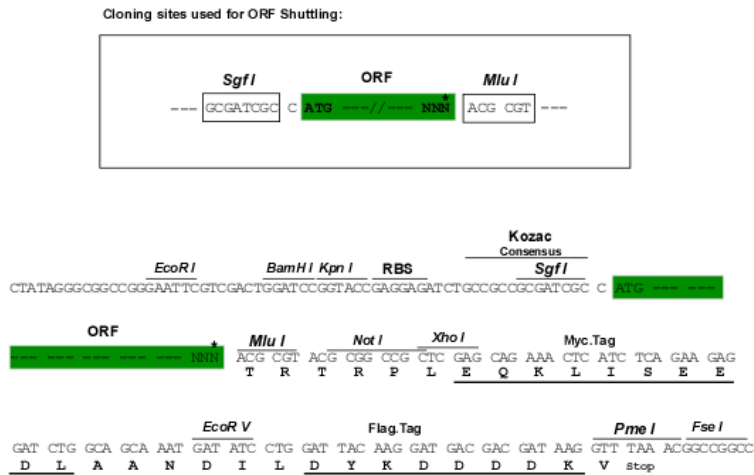 Cloning sites used for ORF Shuttling:
Sgf I ORF Mlu I
*
--- GCGATCGC C ATG ---//--- NNN ACG CGT ---
Kozac
Consensus
EcoR I BamH I Kpn I RBS Sgf I
CTATAGGGCGGCCGGGAATTCGTCGACTGGATCCGGTACCGAGGAGATCTGCCGCCGCGATCGC C ATG --- ---
ORF
* Mlu I Not I Xho I Myc.Tag
--- --- --- --- --- --- NNN ACG CGT ACG CGG CCG CTC GAG CAG AAA CTC ATC TCA GAA GAG
T R T R P L E Q K L I S E E
EcoR V Flag.Tag Pme I Fse I
GAT CTG GCA GCA AAT GAT ATC CTG GAT TAC AAG GAT GAC GAC GAT AAG GTT TAA ACGGCCGGCC
D L A A N D I L D Y K D D D D K V Stop